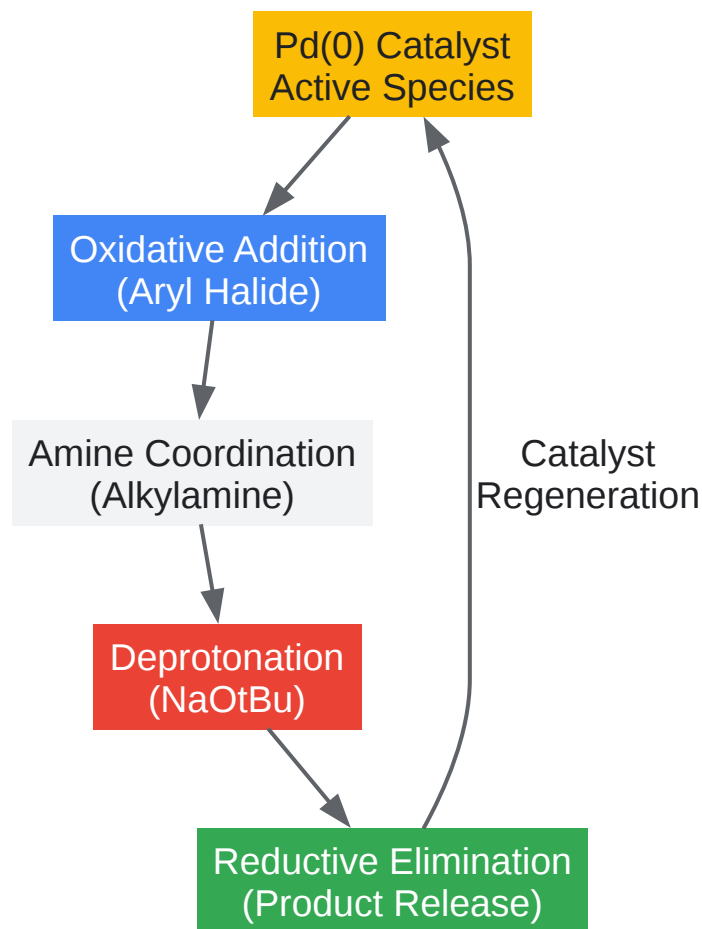 Pd(0) Catalyst
Active Species
Oxidative Addition
(Aryl Halide)
Amine Coordination
(Alkylamine)
Catalyst
Regeneration
Deprotonation
(NaOtBu)
Reductive Elimination
(Product Release)